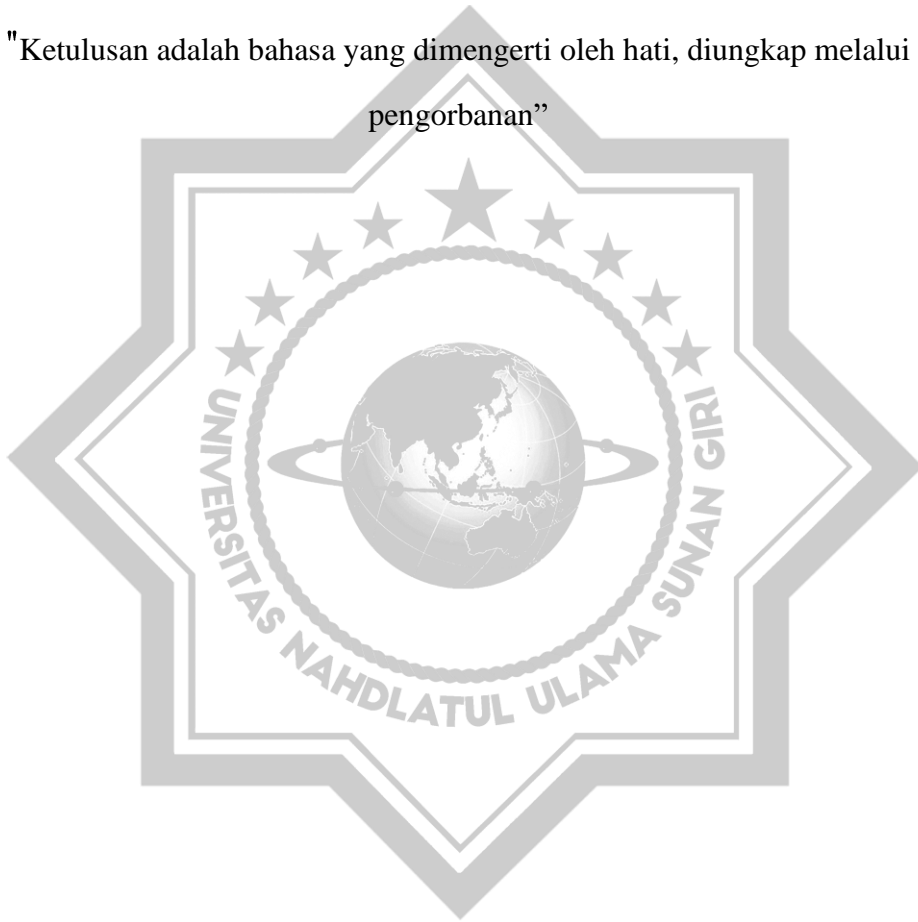 "Ketulusan adalah bahasa yang dimengerti oleh hati, diungkap melalui
pengorbanan”
UNIVERSITAS NAHDLATUL ULAMA SUNAN GIRI